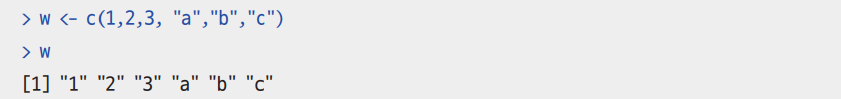 > w <- c(1,2,3, "a","b","c")
> w
[1] "1" "2" "3" "a" "b" "c"